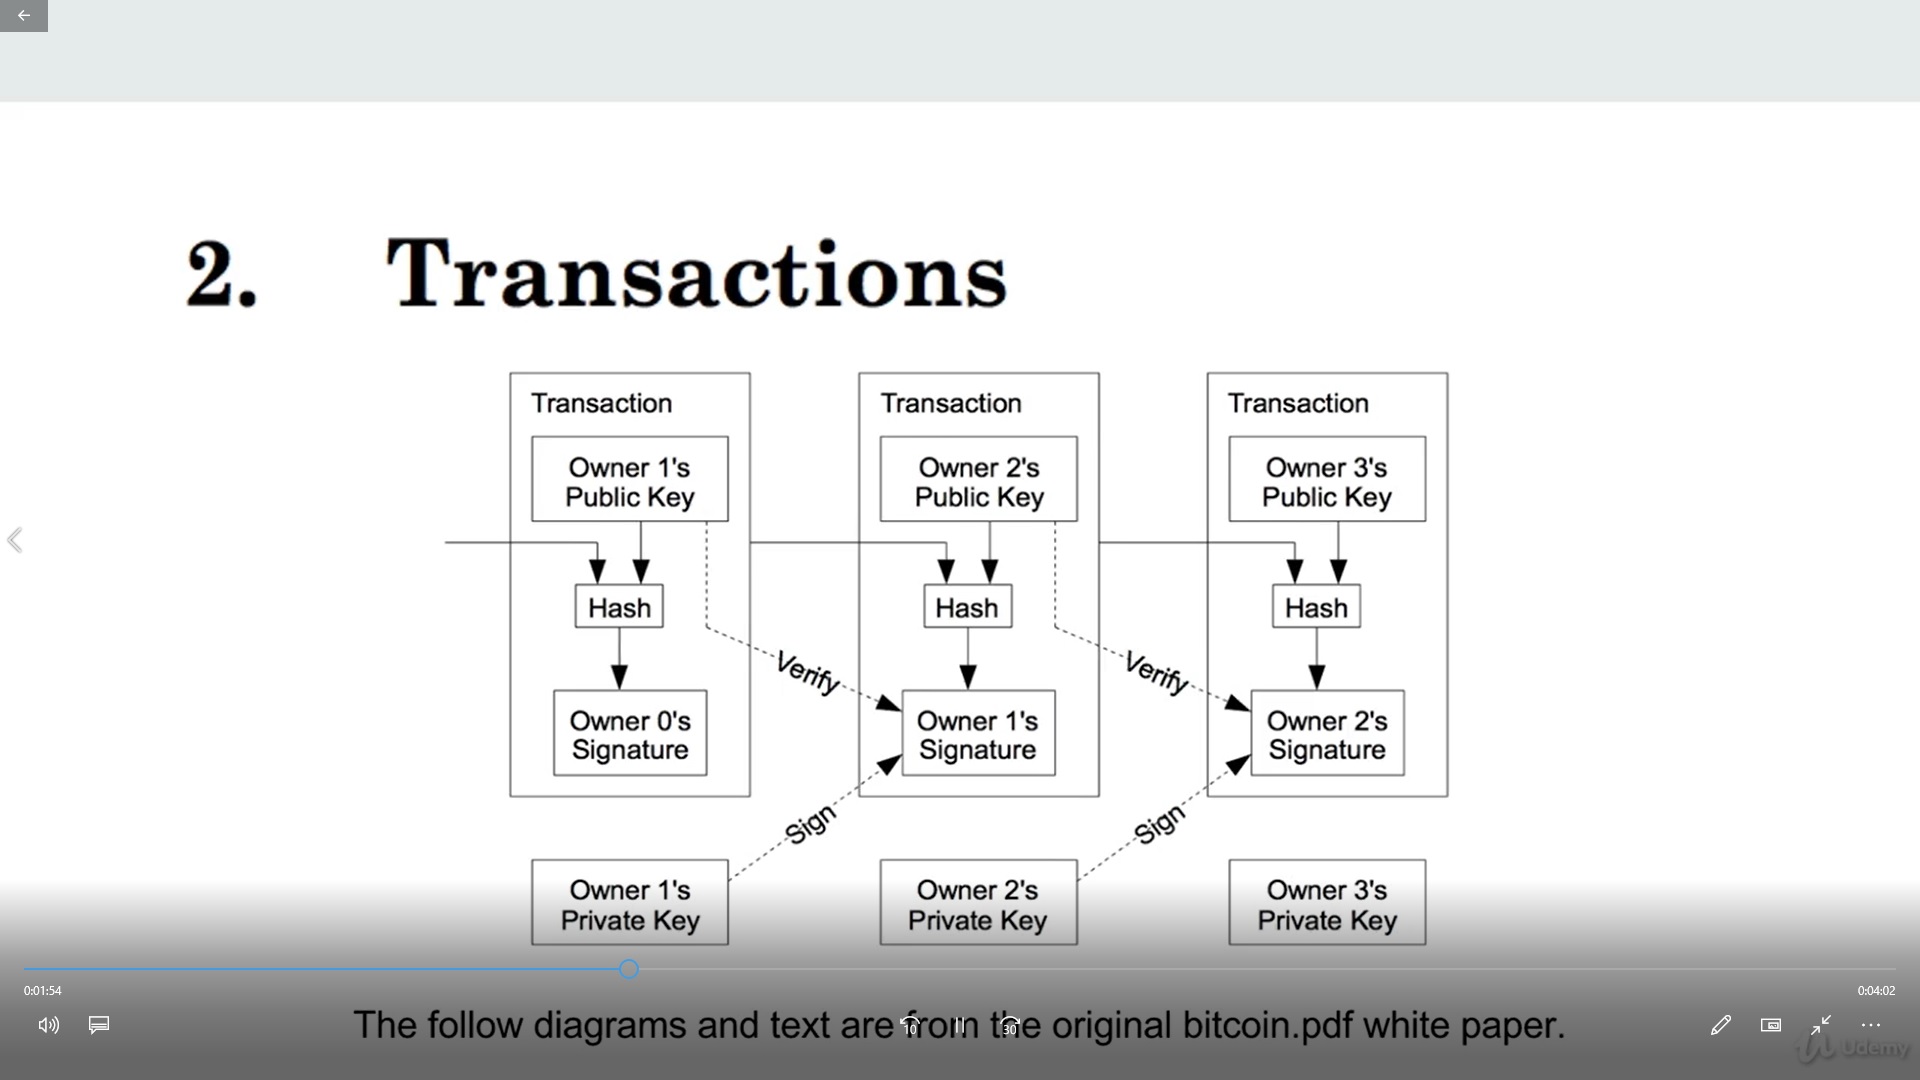 2. Transactions
Transaction
Owner 1's
Public Key
Hash
Owner 0's
Signature
Transaction
Owner 2's
Public Key
Hash
Owner 1's
Signature
Transaction
Owner 3's
Public Key
Hash
Owner 2's
Signature
Verify
Verify
Sign
Sign
Owner 1's
Private Key
Owner 2's
Private Key
Owner 3's
Private Key
0:01:54
0:04:02
10
30
The follow diagrams and text are from the original bitcoin.pdf white paper.
Udemy